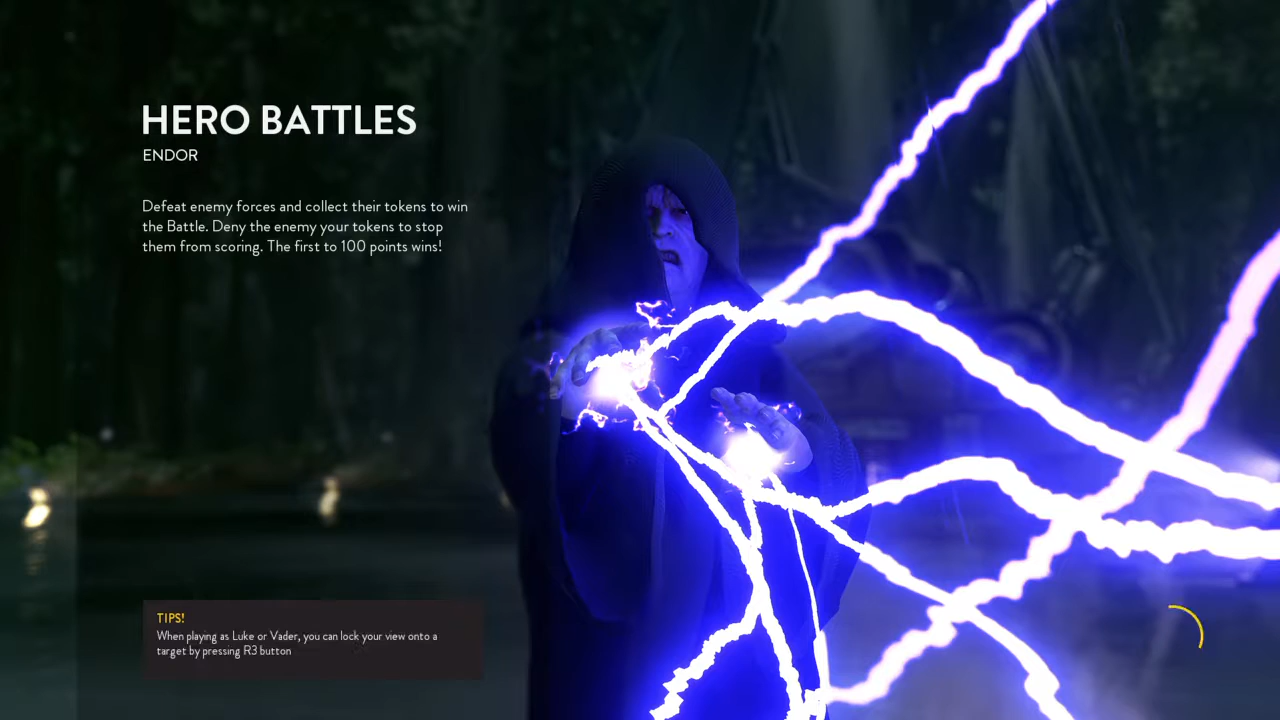 HERO BATTLES
ENDOR
Defeat enemy forces and collect their tokens to win
the Battle. Deny the enemy your tokens to stop
them from scoring. The first to 100 points wins!
TIPS!
When playing as Luke or Vader, you can lock your view onto a
target by pressing R3 button